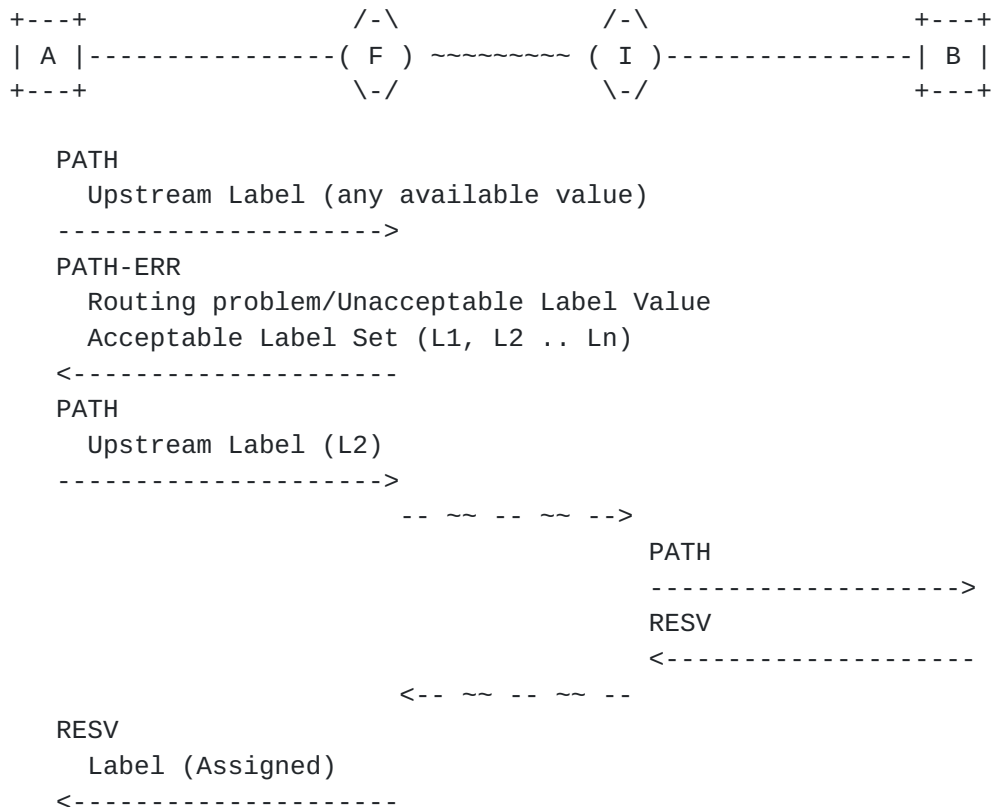 +---+                 /-\             /-\                 +---+
| A |----------------( F ) ~~~~~~~~~ ( I )----------------| B |
+---+                 \-/             \-/                 +---+
PATH
Upstream Label (any available value)
--------------------->
PATH-ERR
Routing problem/Unacceptable Label Value
Acceptable Label Set (L1, L2 .. Ln)
<---------------------
PATH
Upstream Label (L2)
--------------------->
-- ~~ -- ~~ -->
PATH
-------------------->
RESV
<--------------------
<-- ~~ -- ~~ --
RESV
Label (Assigned)
<---------------------